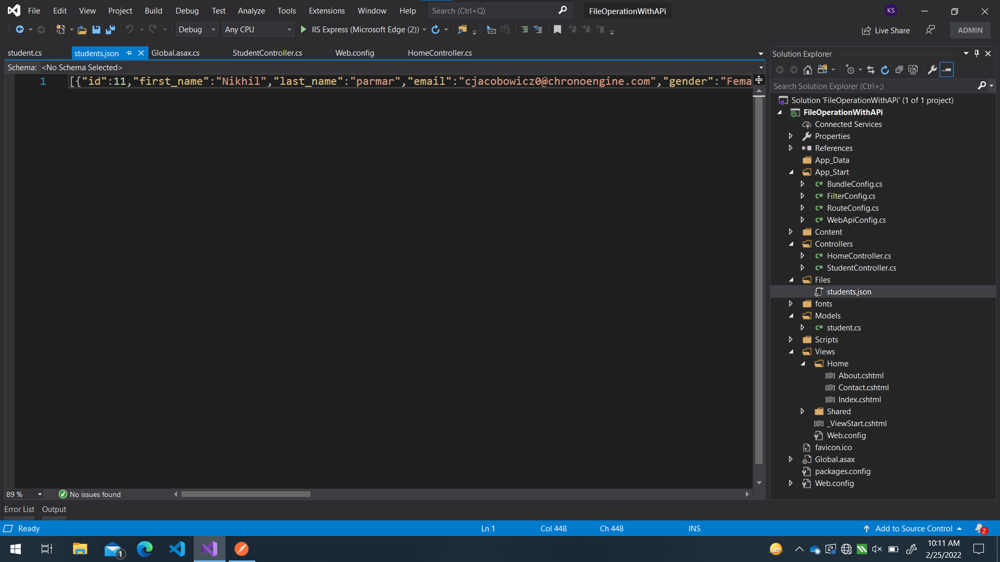 File Edit View Project Build Debug Test Analyze Tools Extensions Window Help Search (Ctrl+Q) FileOperationWithAPi KS
Debug Any CPU IIS Express (Microsoft Edge (2)) Live Share ADMIN
student.cs students.json Global.asax.cs StudentController.cs Web.config HomeController.cs
Schema: <No Schema Selected>
1 [{"id":11,"first_name":"Nikhil","last_name":"parmar","email":"cjacobowicz0@chronoengine.com","gender":"Fema
89 % No issues found
Error List Output
Solution Explorer
Search Solution Explorer (Ctrl+;)
Solution 'FileOperationWithAPi' (1 of 1 project)
FileOperationWithAPi
Connected Services
Properties
References
App_Data
App_Start
C# BundleConfig.cs
C# FilterConfig.cs
C# RouteConfig.cs
C# WebApiConfig.cs
Content
Controllers
C# HomeController.cs
C# StudentController.cs
Files
students.json
fonts
Models
C# student.cs
Scripts
Views
Home
[@] About.cshtml
[@] Contact.cshtml
[@] Index.cshtml
Shared
[@] _ViewStart.cshtml
Web.config
favicon.ico
Global.asax
packages.config
Web.config
Ready Ln 1 Col 448 Ch 448 INS Add to Source Control 2
1 10:11 AM
2/25/2022